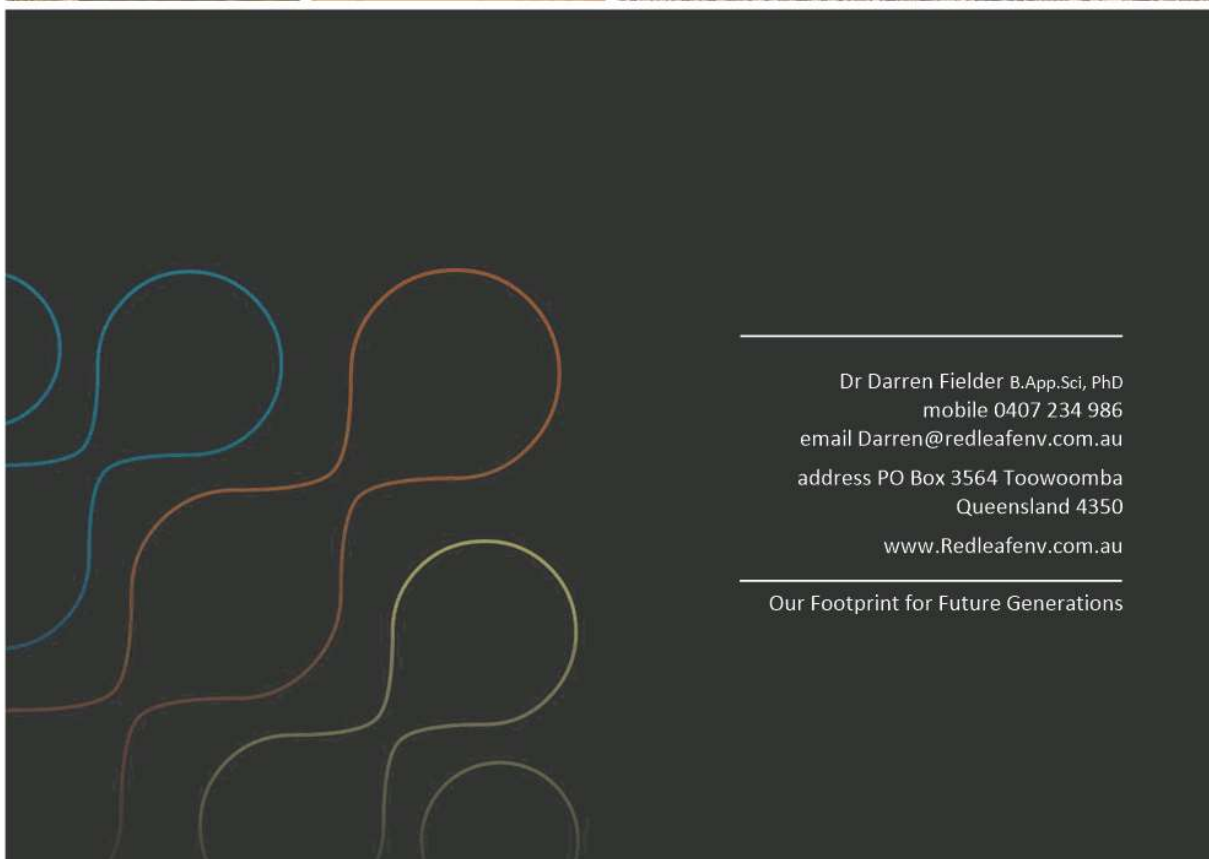 Dr Darren Fielder B.App.Sci, PhD
mobile 0407 234 986
email Darren@redleafenv.com.au
address PO Box 3564 Toowoomba
Queensland 4350
www.Redleafenv.com.au
Our Footprint for Future Generations